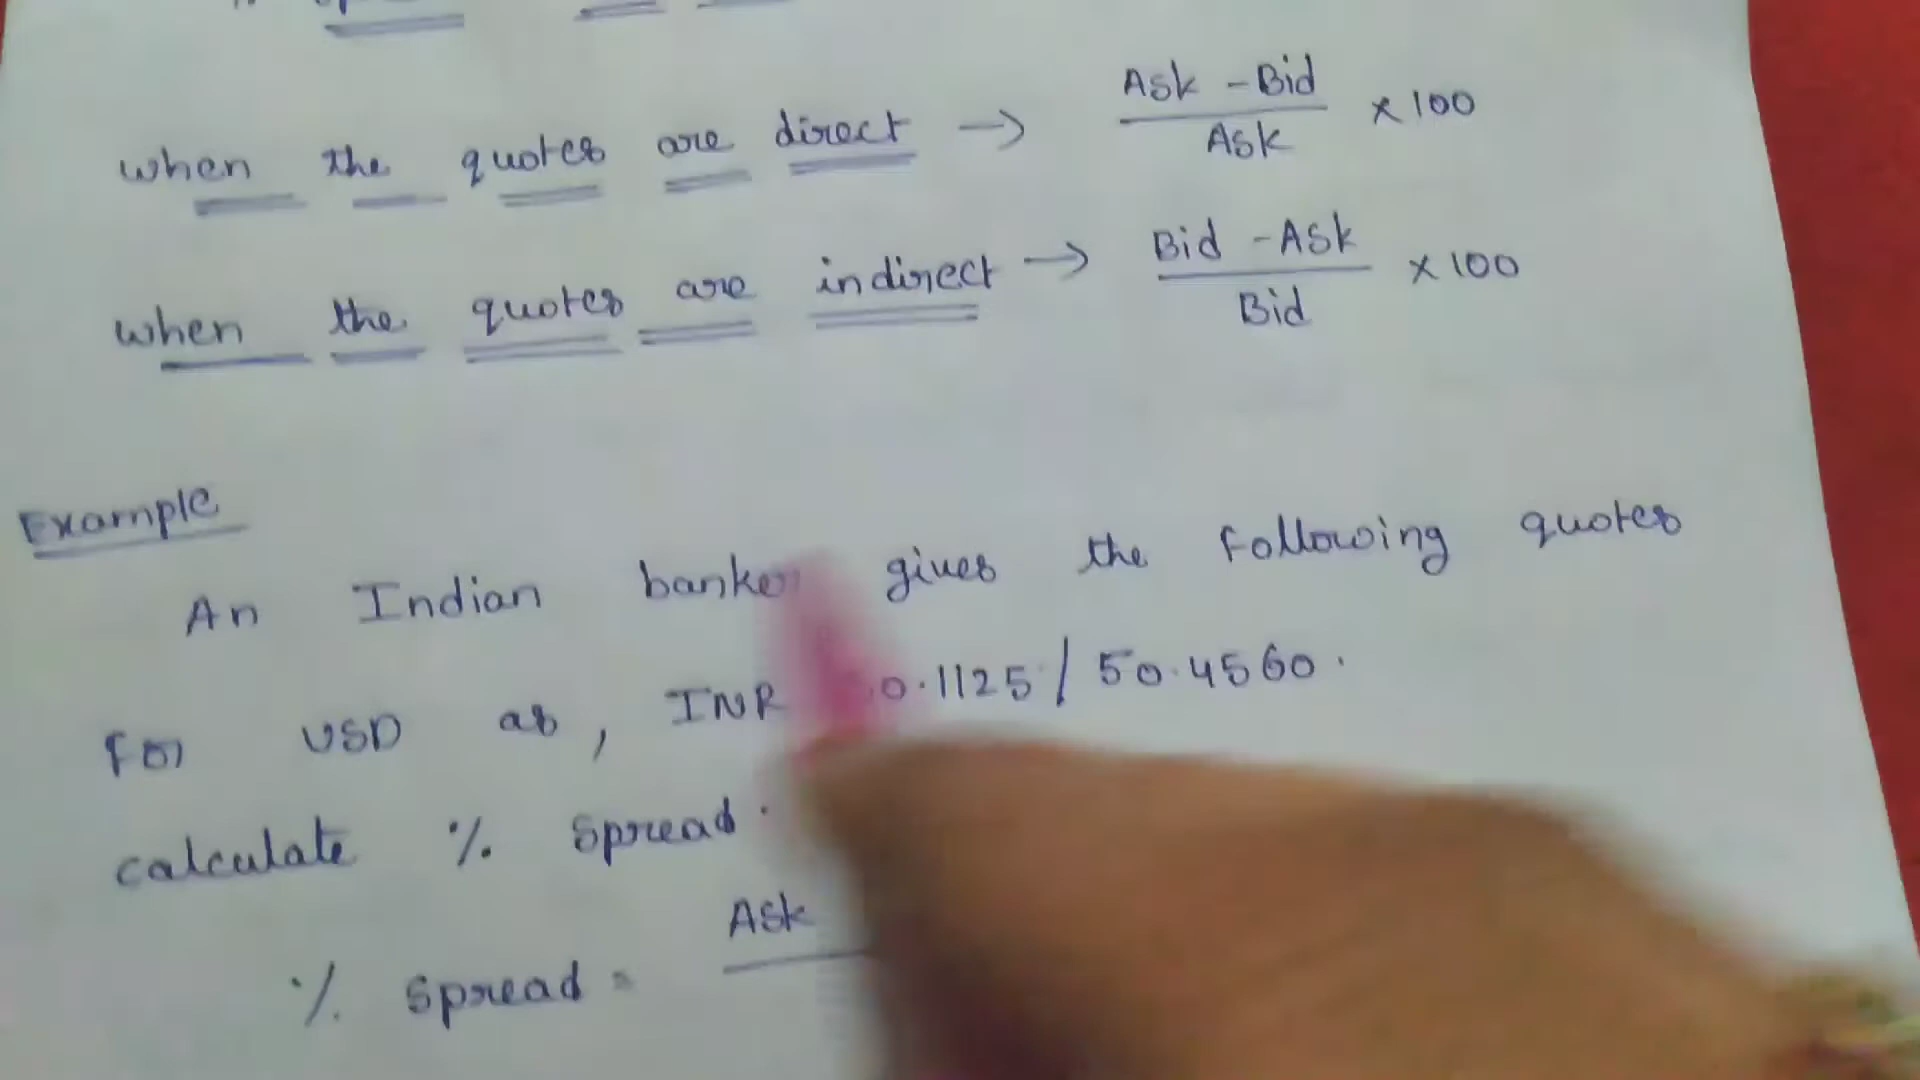 when the quotes are direct → Ask - Bid / Ask × 100
when the quotes are indirect → Bid - Ask / Bid × 100
Example
An Indian banker gives the following quotes
For USD as, INR 0.1125 / 50.4560.
calculate % spread.
% spread = Ask